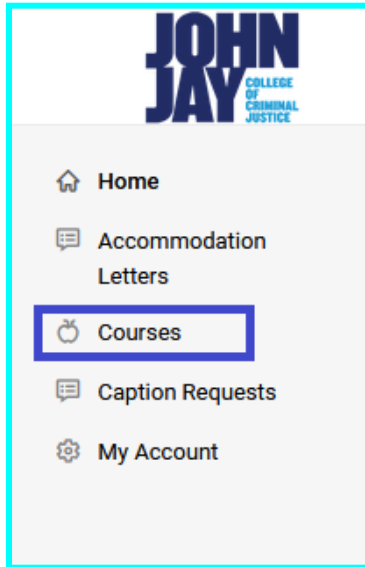 JOHN
JAY
COLLEGE
OF
CRIMINAL
JUSTICE
Home
Accommodation
Letters
Courses
Caption Requests
My Account